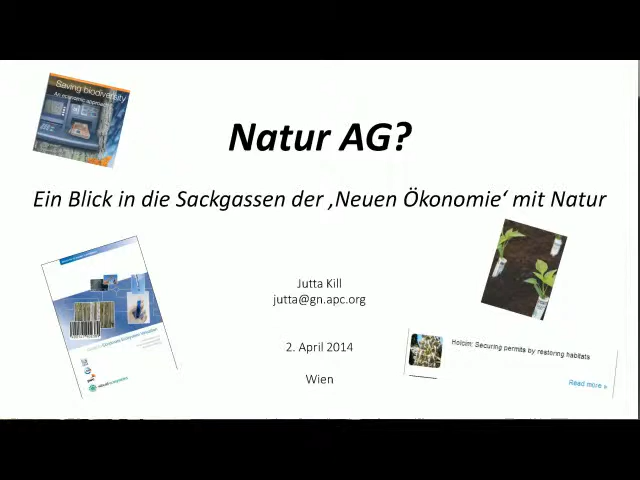 Saving biodiversity
An economic approach
Natur AG?
Ein Blick in die Sackgassen der ‚Neuen Ökonomie‘ mit Natur
Jutta Kill
jutta@gn.apc.org
2. April 2014
Wien
Holcim: Securing permits by restoring habitats
Read more »